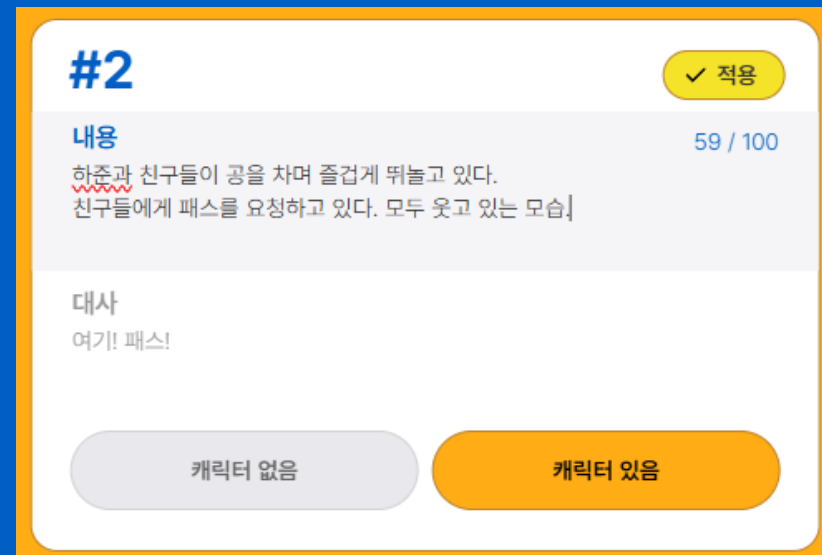 #2
✓ 적용
내용
59 / 100
하준과 친구들이 공을 차며 즐겁게 뛰놀고 있다.
친구들에게 패스를 요청하고 있다. 모두 웃고 있는 모습.
대사
여기! 패스!
캐릭터 없음
캐릭터 있음